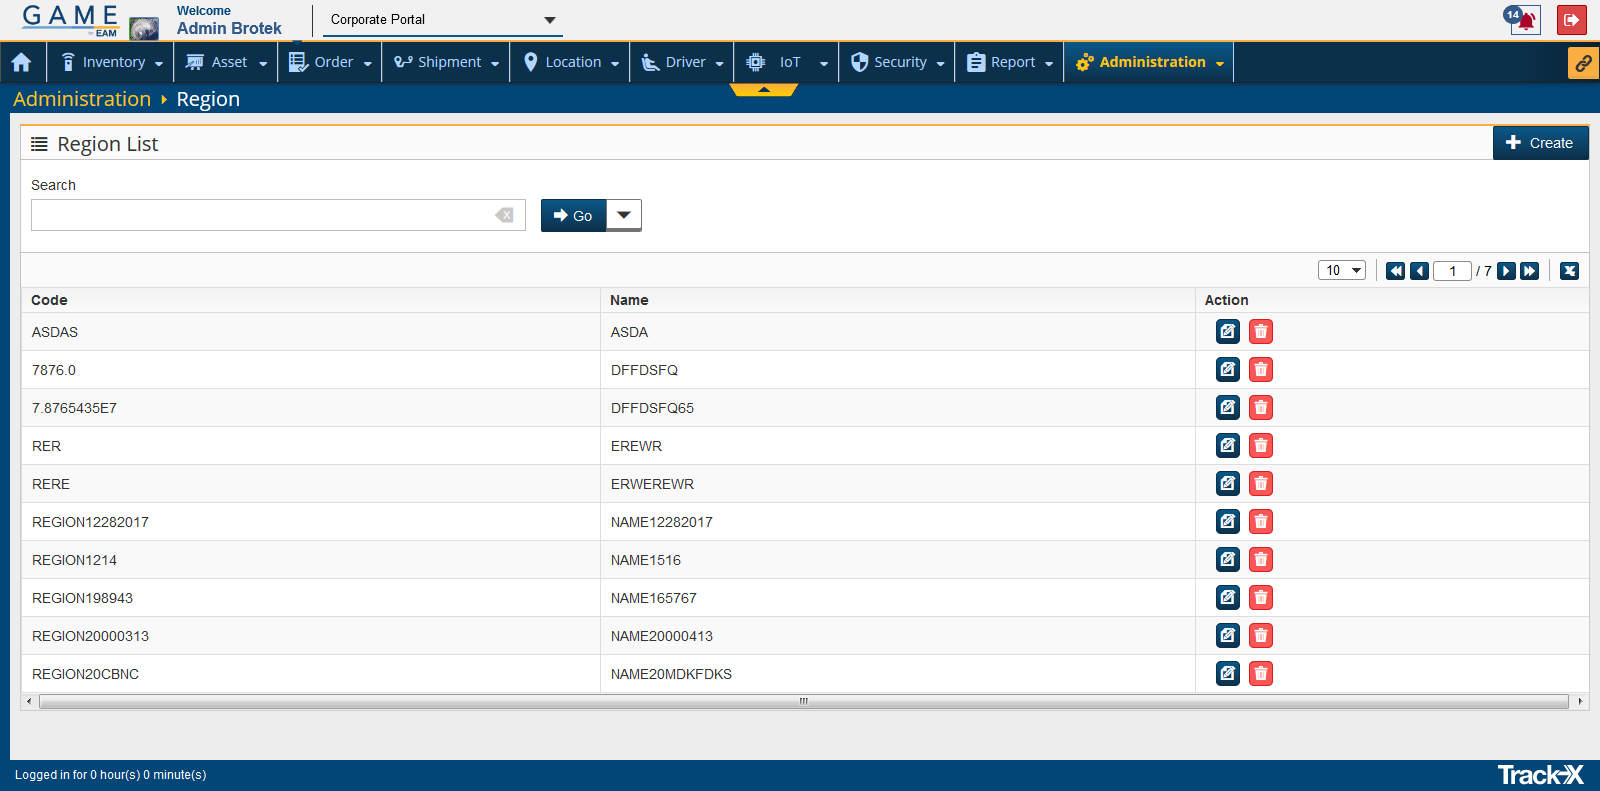 GAME
by EAM
Welcome
Admin Brotek
Corporate Portal
14
Inventory
Asset
Order
Shipment
Location
Driver
IoT
Security
Report
Administration
Administration Region
Region List
Create
Search
Go
10
1 / 7
Code Name Action
ASDAS ASDA
7876.0 DFFDSFQ
7.8765435E7 DFFDSFQ65
RER EREWR
RERE ERWEREWR
REGION12282017 NAME12282017
REGION1214 NAME1516
REGION198943 NAME165767
REGION20000313 NAME20000413
REGION20CBNC NAME20MDKFDKS
Logged in for 0 hour(s) 0 minute(s)
Track-X